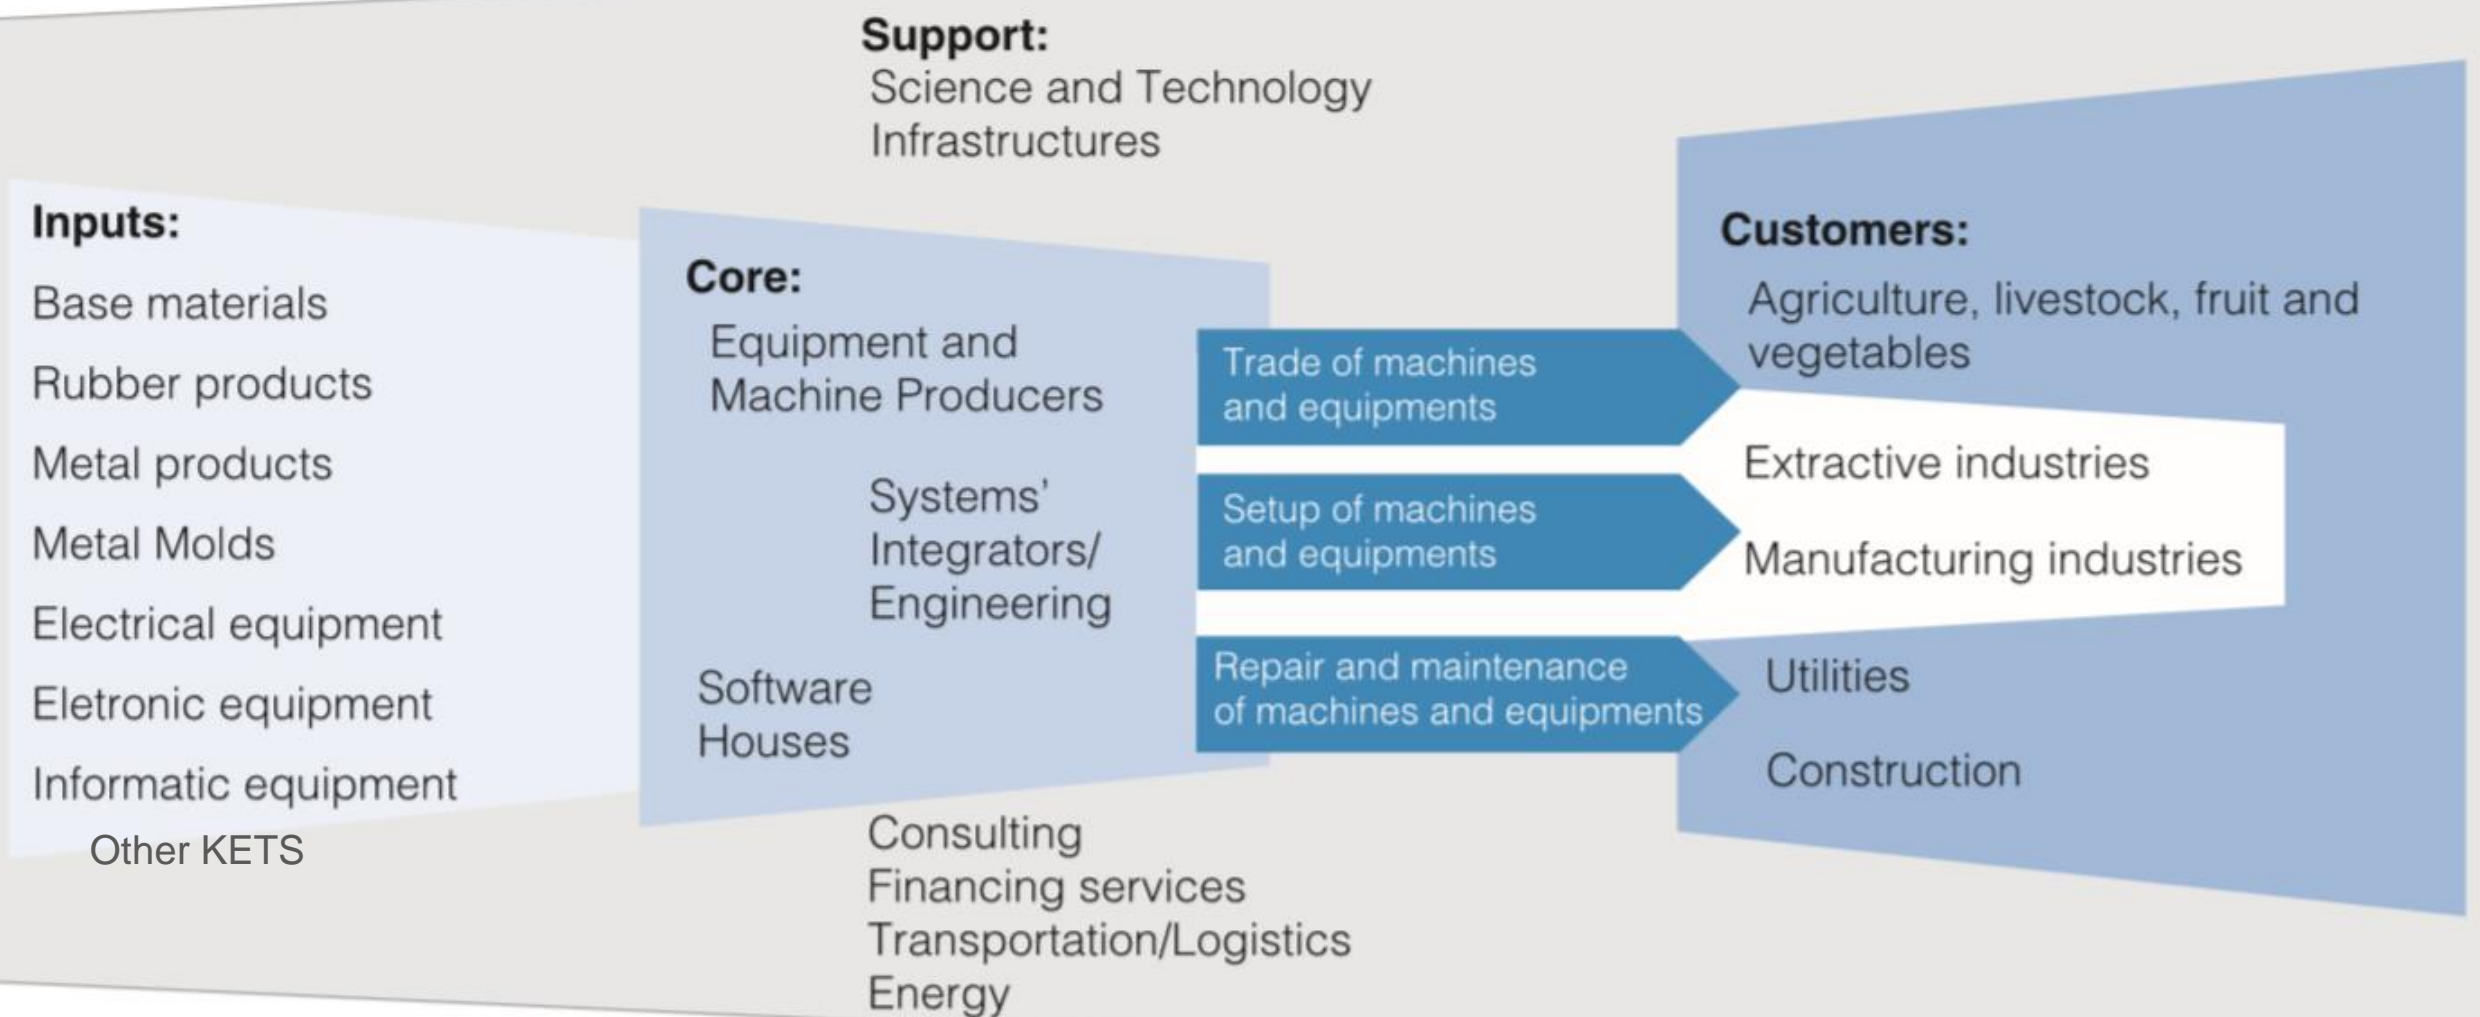 Support:
Science and Technology
Infrastructures
Inputs:
Base materials
Rubber products
Metal products
Metal Molds
Electrical equipment
Eletronic equipment
Informatic equipment
Other KETS
Core:
Equipment and
Machine Producers
Systems’
Integrators/
Engineering
Software
Houses
Trade of machines
and equipments
Setup of machines
and equipments
Repair and maintenance
of machines and equipments
Customers:
Agriculture, livestock, fruit and
vegetables
Extractive industries
Manufacturing industries
Utilities
Construction
Consulting
Financing services
Transportation/Logistics
Energy